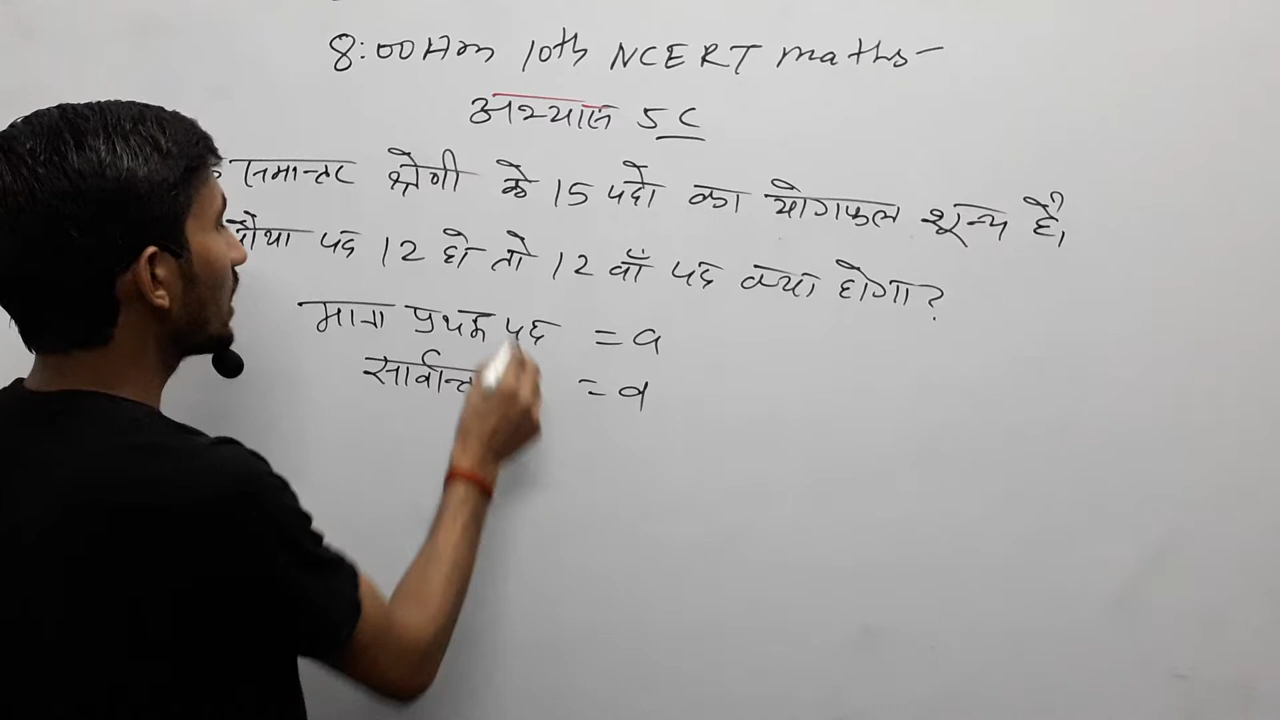 8:00Am 10th NCERT maths-
अभ्यास 5C
समान्तर श्रेणी के 15 पदो का योगफल शून्य है,
चौथा पद 12 हो तो 12 वाँ पद क्या होगा?
माना प्रथम पद = a
सार्वान्त = d